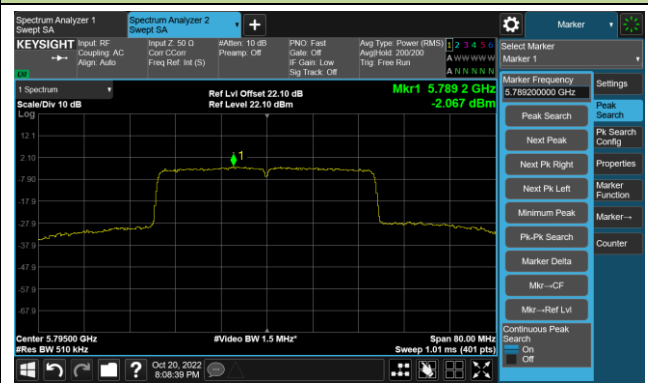 Spectrum Analyzer 1
Swept SA
Spectrum Analyzer 2
Swept SA
Marker
KEYSIGHT
Input: RF
Coupling: AC
Align: Auto
Input Z: 50 Ω
Corr CCorr
Freq Ref: Int (S)
#Atten: 10 dB
Preamp: Off
PNO: Fast
Gate: Off
IF Gain: Low
Sig Track: Off
Avg Type: Power (RMS)
Avg|Hold: 200/200
Trig: Free Run
1 2 3 4 5 6
A W W W W W
A N N N N N
Select Marker
Marker 1
LXI
1 Spectrum
Scale/Div 10 dB
Log
Ref Lvl Offset 22.10 dB
Ref Level 22.10 dBm
Mkr1 5.789 2 GHz
-2.067 dBm
12.1
2.10
-7.90
-17.9
-27.9
-37.9
-47.9
-57.9
-67.9
1
Center 5.79500 GHz
#Res BW 510 kHz
#Video BW 1.5 MHz*
Span 80.00 MHz
Sweep 1.01 ms (401 pts)
Marker Frequency
5.789200000 GHz
Peak Search
Next Peak
Next Pk Right
Next Pk Left
Minimum Peak
Pk-Pk Search
Marker Delta
Mkr→CF
Mkr→Ref Lvl
Continuous Peak
Search
On
Off
Settings
Peak
Search
Pk Search
Config
Properties
Marker
Function
Marker→
Counter
?
Oct 20, 2022
8:08:39 PM